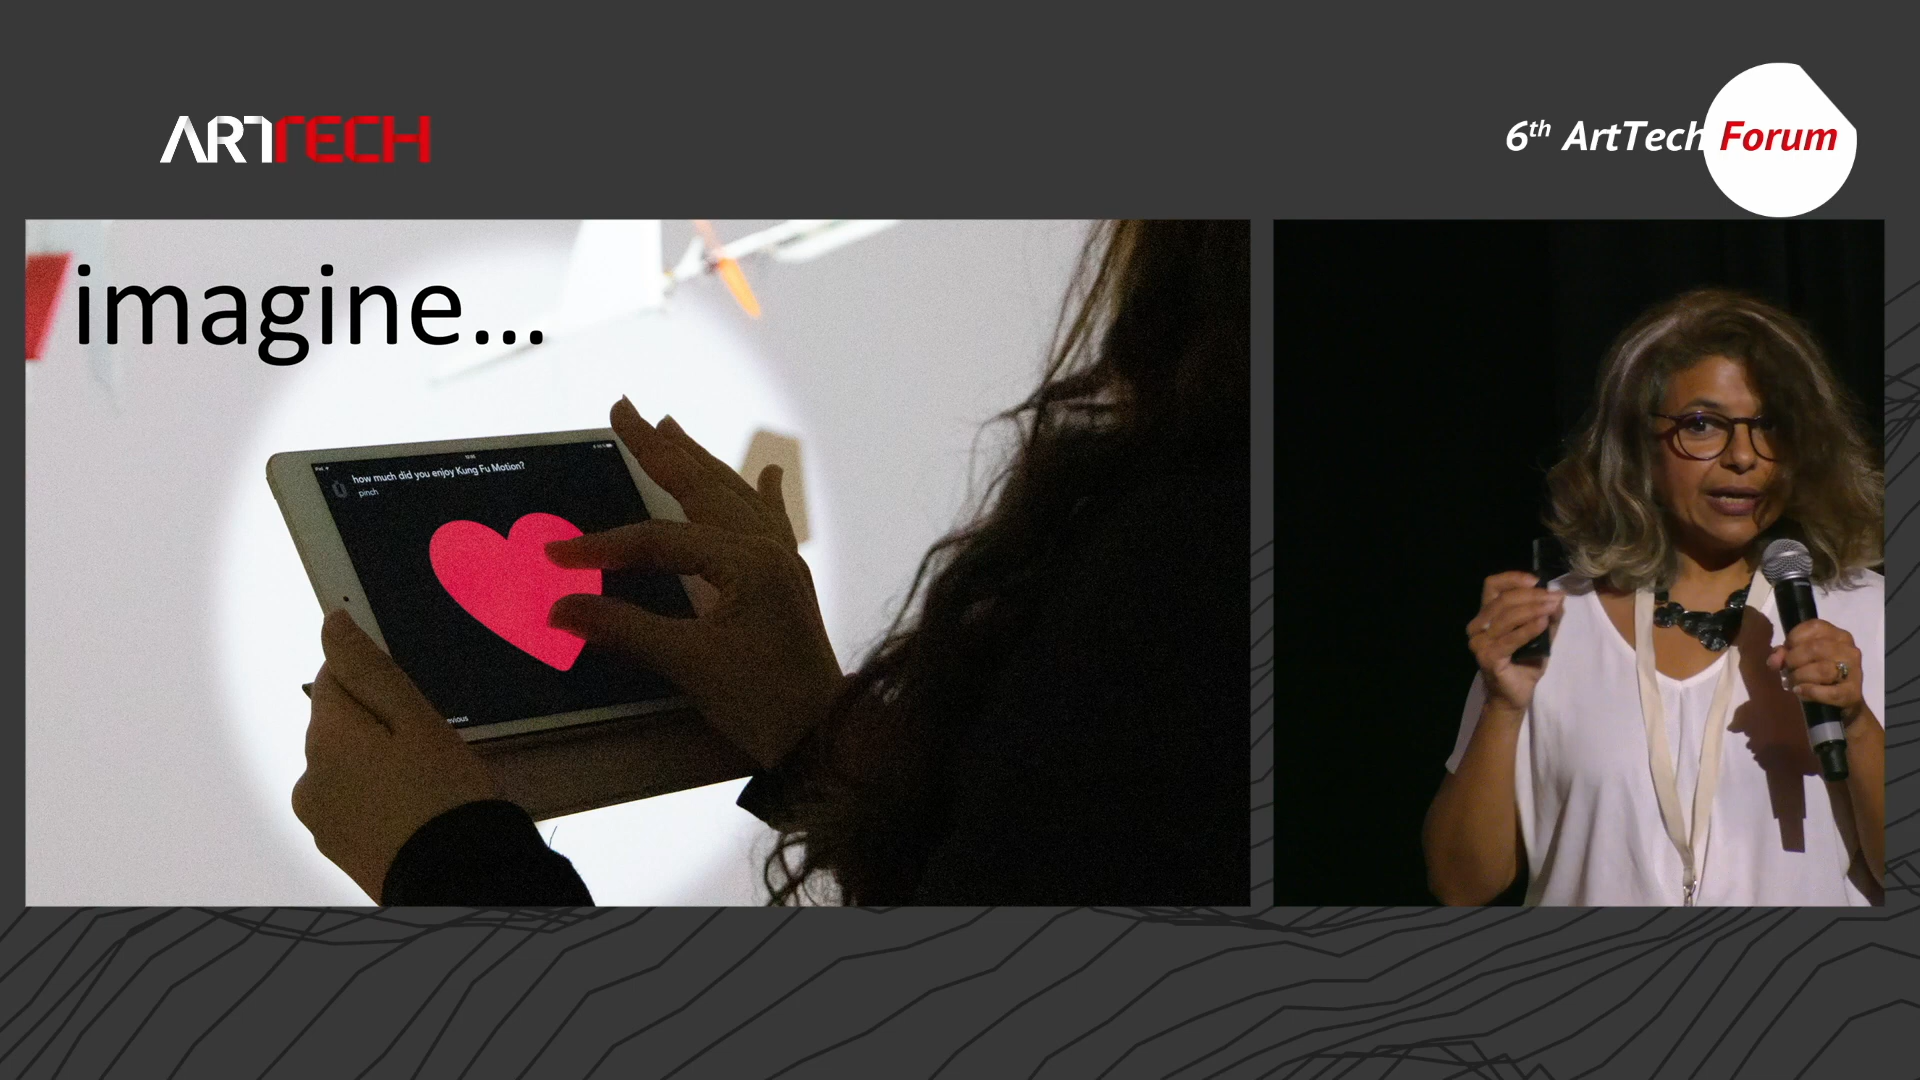 ARTTECH
6th ArtTech Forum
imagine...
how much did you enjoy Kung Fu Motion?
pinch